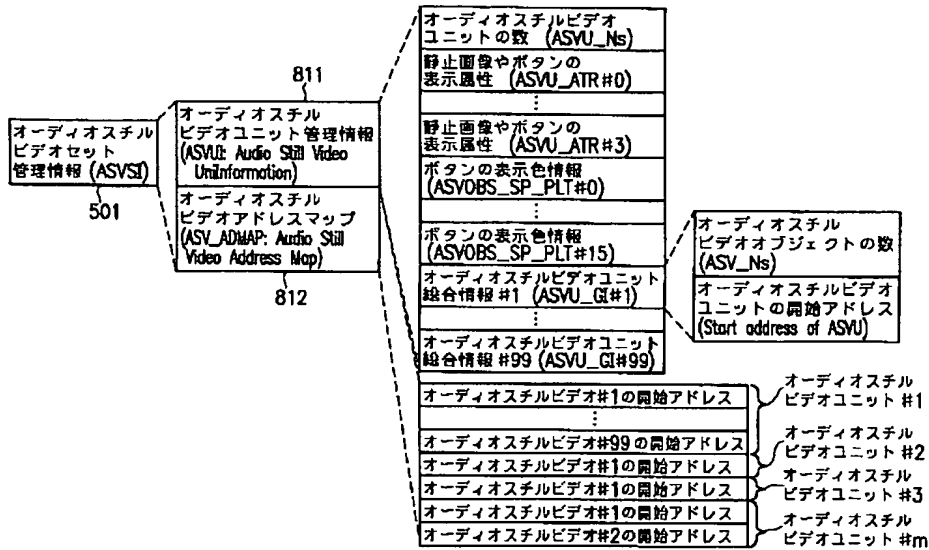 オーディオスチル
ビデオセット
管理情報 (ASVSI)
501
811
オーディオスチル
ビデオユニット管理情報
(ASVUI: Audio Still Video
UniInformation)
オーディオスチル
ビデオアドレスマップ
(ASV_ADMAP: Audio Still
Video Address Map)
812
オーディオスチルビデオ
ユニットの数 (ASVU_Ns)
静止画像やボタンの
表示属性 (ASVU_ATR#0)
⋮
静止画像やボタンの
表示属性 (ASVU_ATR#3)
ボタンの表示色情報
(ASVOBS_SP_PLT#0)
⋮
ボタンの表示色情報
(ASVOBS_SP_PLT#15)
オーディオスチルビデオユニット
総合情報#1 (ASVU_GI#1)
⋮
オーディオスチルビデオユニット
総合情報#99 (ASVU_GI#99)
オーディオスチル
ビデオオブジェクトの数
(ASV_Ns)
オーディオスチルビデオ
ユニットの開始アドレス
(Start address of ASVU)
オーディオスチルビデオ#1の開始アドレス
⋮
オーディオスチルビデオ#99の開始アドレス
オーディオスチルビデオ#1の開始アドレス
オーディオスチルビデオ#1の開始アドレス
オーディオスチルビデオ#1の開始アドレス
オーディオスチルビデオ#2の開始アドレス
オーディオスチル
ビデオユニット#1
オーディオスチル
ビデオユニット#2
オーディオスチル
ビデオユニット#3
オーディオスチル
ビデオユニット#m